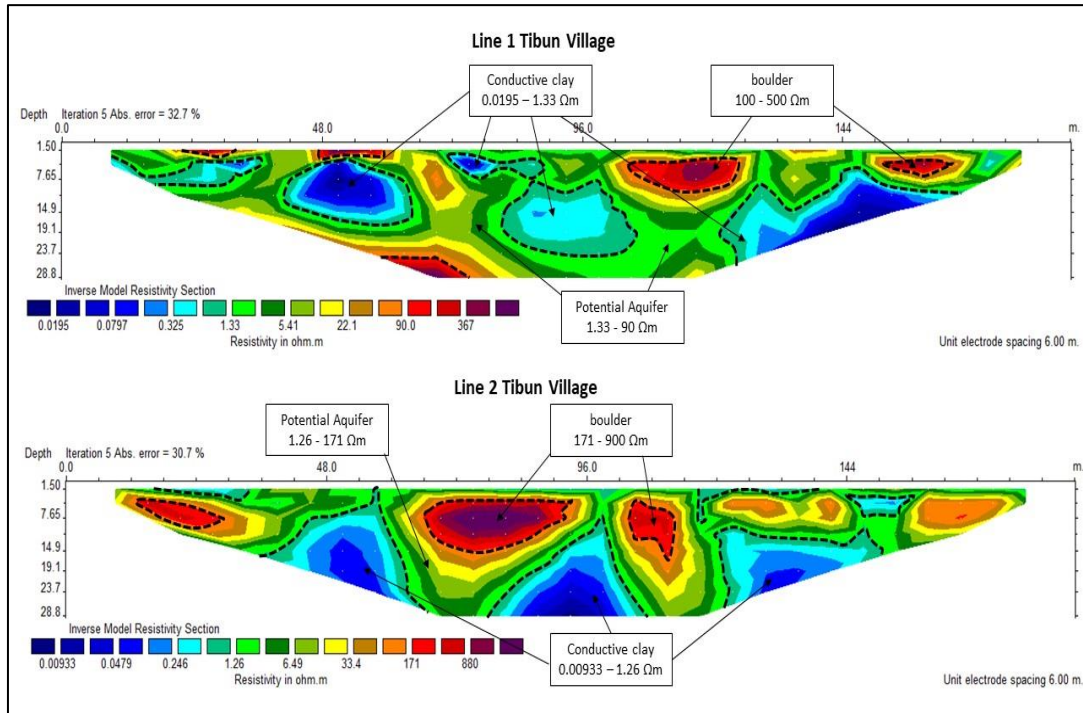 Line 1 Tibun Village
Conductive clay
0.0195 – 1.33 Ωm
boulder
100 - 500 Ωm
Depth Iteration 5 Abs. error = 32.7 %
0.0 48.0 96.0 144 m.
1.50
7.65
14.9
19.1
23.7
28.8
Potential Aquifer
1.33 - 90 Ωm
Inverse Model Resistivity Section
0.0195 0.0797 0.325 1.33 5.41 22.1 90.0 367
Resistivity in ohm.m
Unit electrode spacing 6.00 m.
Line 2 Tibun Village
Potential Aquifer
1.26 - 171 Ωm
boulder
171 - 900 Ωm
Depth Iteration 5 Abs. error = 30.7 %
0.0 48.0 96.0 144 m.
1.50
7.65
14.9
19.1
23.7
28.8
Inverse Model Resistivity Section
0.00933 0.0479 0.246 1.26 6.49 33.4 171 880
Resistivity in ohm.m
Conductive clay
0.00933 – 1.26 Ωm
Unit electrode spacing 6.00 m.